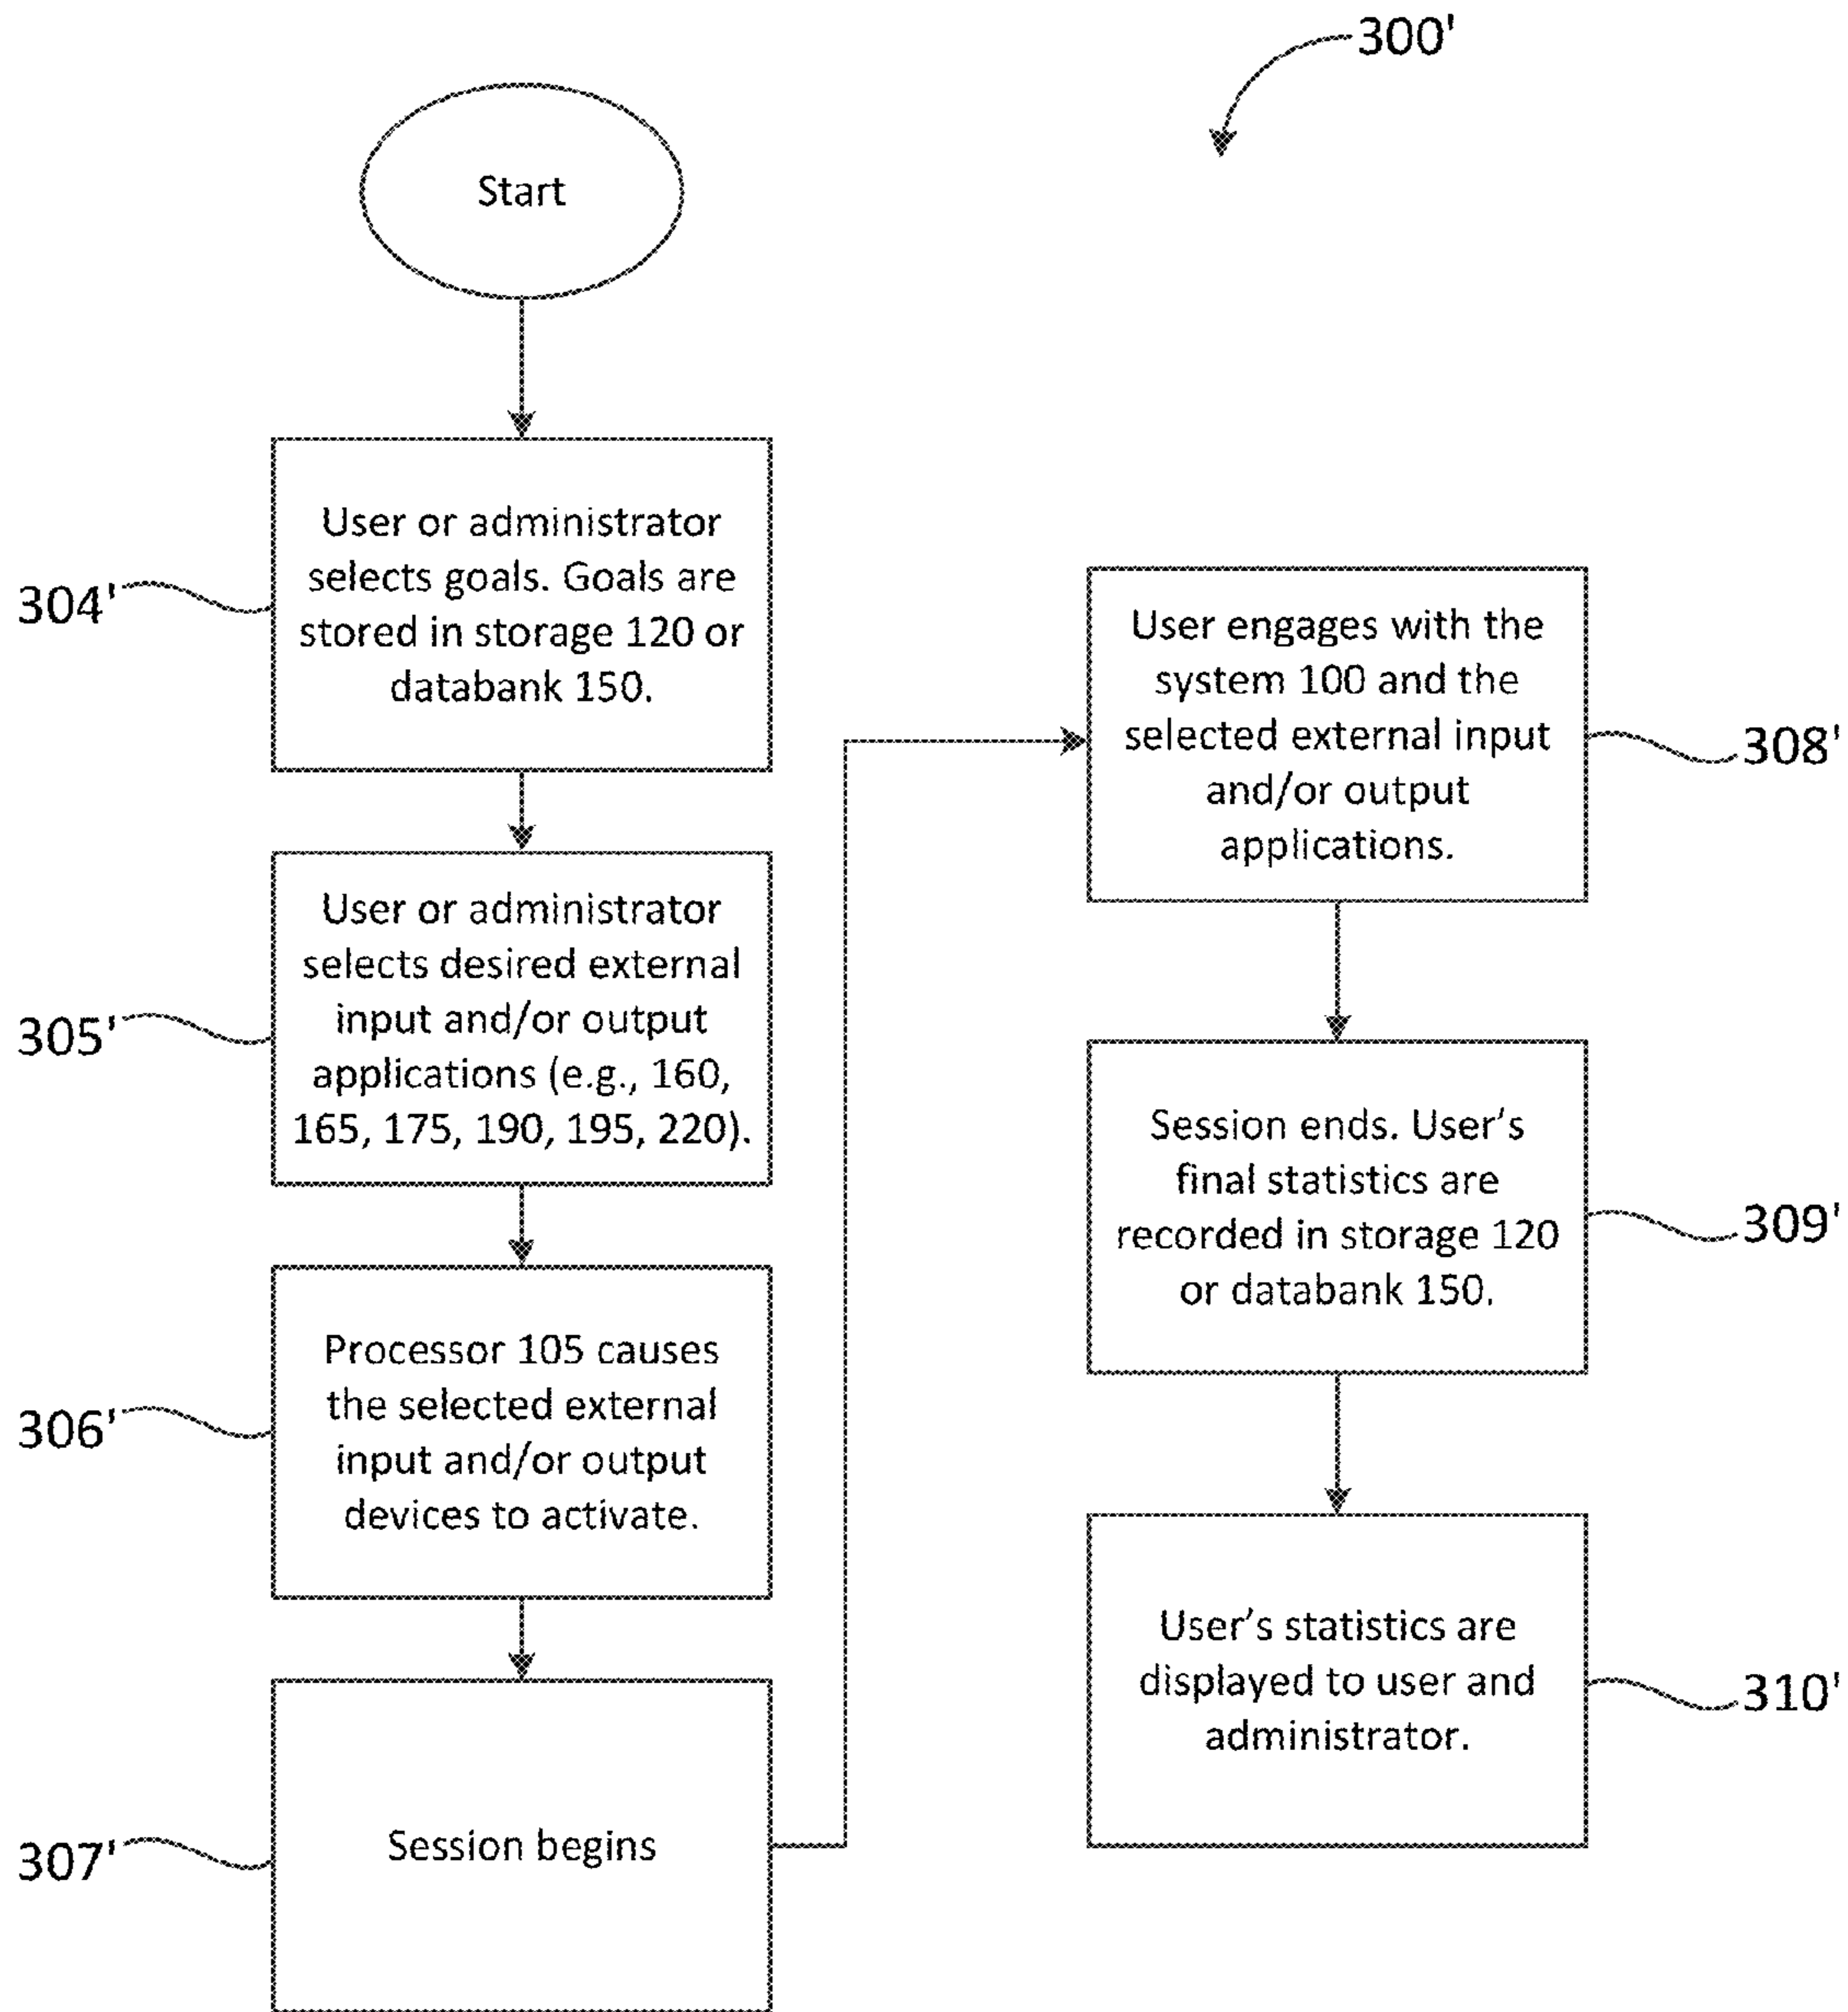 300'
Start
304'
User or administrator
selects goals. Goals are
stored in storage 120 or
databank 150.
305'
User or administrator
selects desired external
input and/or output
applications (e.g., 160,
165, 175, 190, 195, 220).
306'
Processor 105 causes
the selected external
input and/or output
devices to activate.
307'
Session begins
User engages with the
system 100 and the
selected external input
and/or output
applications.
308'
Session ends. User's
final statistics are
recorded in storage 120
or databank 150.
309'
User's statistics are
displayed to user and
administrator.
310'